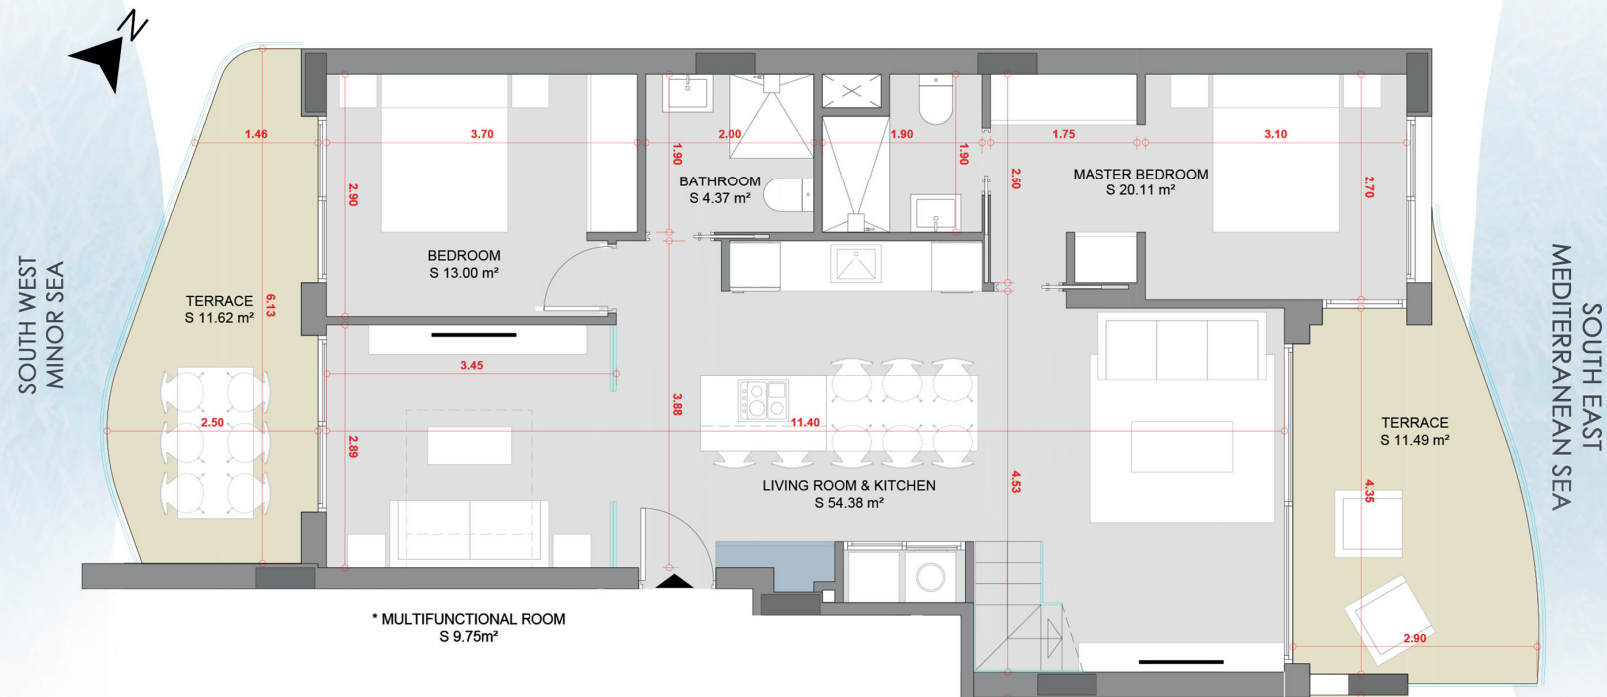 N
1.46
3.70
2.00
1.90
1.90
1.90
1.75
3.10
2.90
2.50
2.70
BATHROOM
S 4.37 m²
MASTER BEDROOM
S 20.11 m²
BEDROOM
S 13.00 m²
SOUTH WEST
MINOR SEA
TERRACE
S 11.62 m²
6.13
3.45
3.88
2.50
2.89
11.40
4.53
LIVING ROOM & KITCHEN
S 54.38 m²
TERRACE
S 11.49 m²
4.35
2.90
SOUTH EAST
MEDITERRANEAN SEA
* MULTIFUNCTIONAL ROOM
S 9.75m²